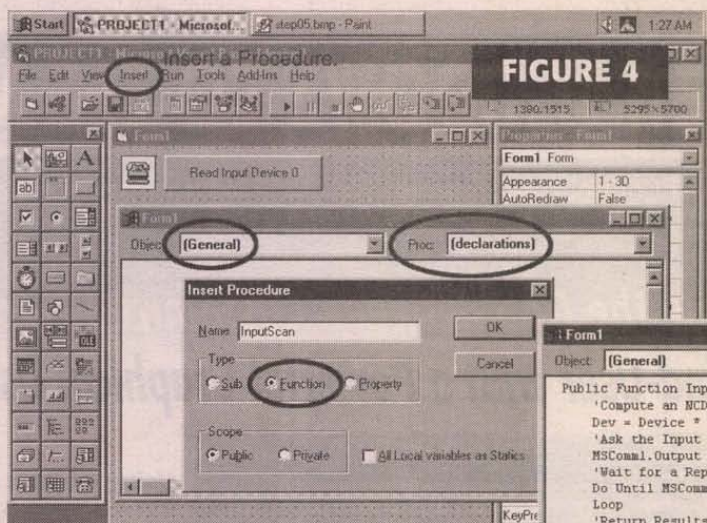 Start PROJECT1 - Microsof... step05.bmp - Paint 1:27 AM
PROJECT1 - Microsoft
Insert a Procedure.
File Edit View Insert Run Tools Add-Ins Help
FIGURE 4
1380,1515 5295×5700
Form1
Properties - Form1
Read Input Device 0
Form1 Form
Appearance 1 - 3D
AutoRedraw False
Form1
Object: (General) Proc: (declarations)
Insert Procedure
Name: InputScan OK
Cancel
Type
Sub Function Property
Scope
Public Private All Local variables as Statics
Form1
Object: (General)
Public Function Inp
'Compute an NCD
Dev = Device *
'Ask the Input
MSComm1.Output
'Wait for a Rep
Do Until MSComm
Loop
'Return Results
KeyPre